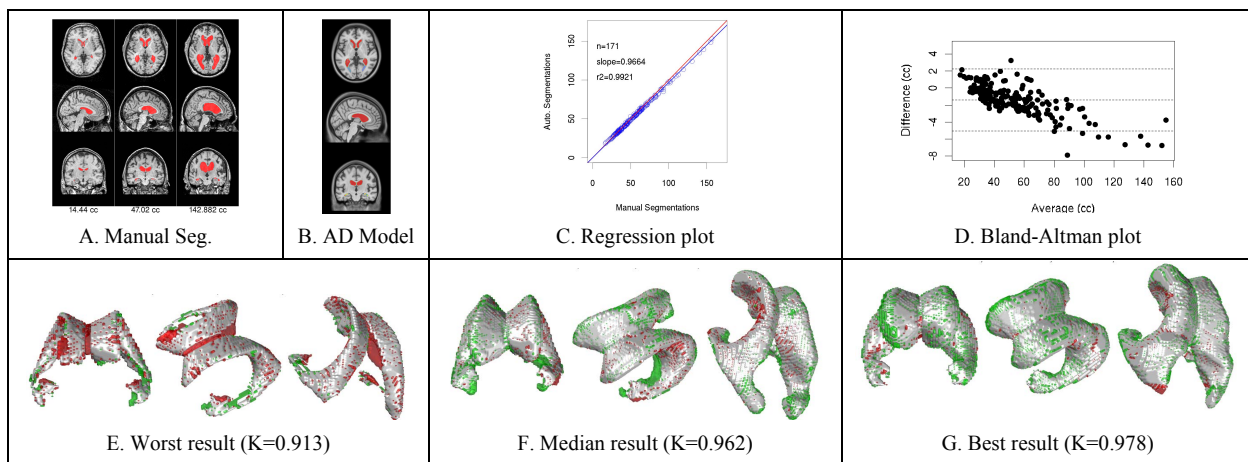 14.44 cc 47.02 cc 142.882 cc
A. Manual Seg.
B. AD Model
n=171
slope=0.9664
r2=0.9921
Auto. Segmentations
0 50 100 150
0 50 100 150
Manual Segmentations
C. Regression plot
Difference (cc)
4
2
0
-4
-8
20 40 60 80 100 120 140 160
Average (cc)
D. Bland-Altman plot
E. Worst result (K=0.913)
F. Median result (K=0.962)
G. Best result (K=0.978)